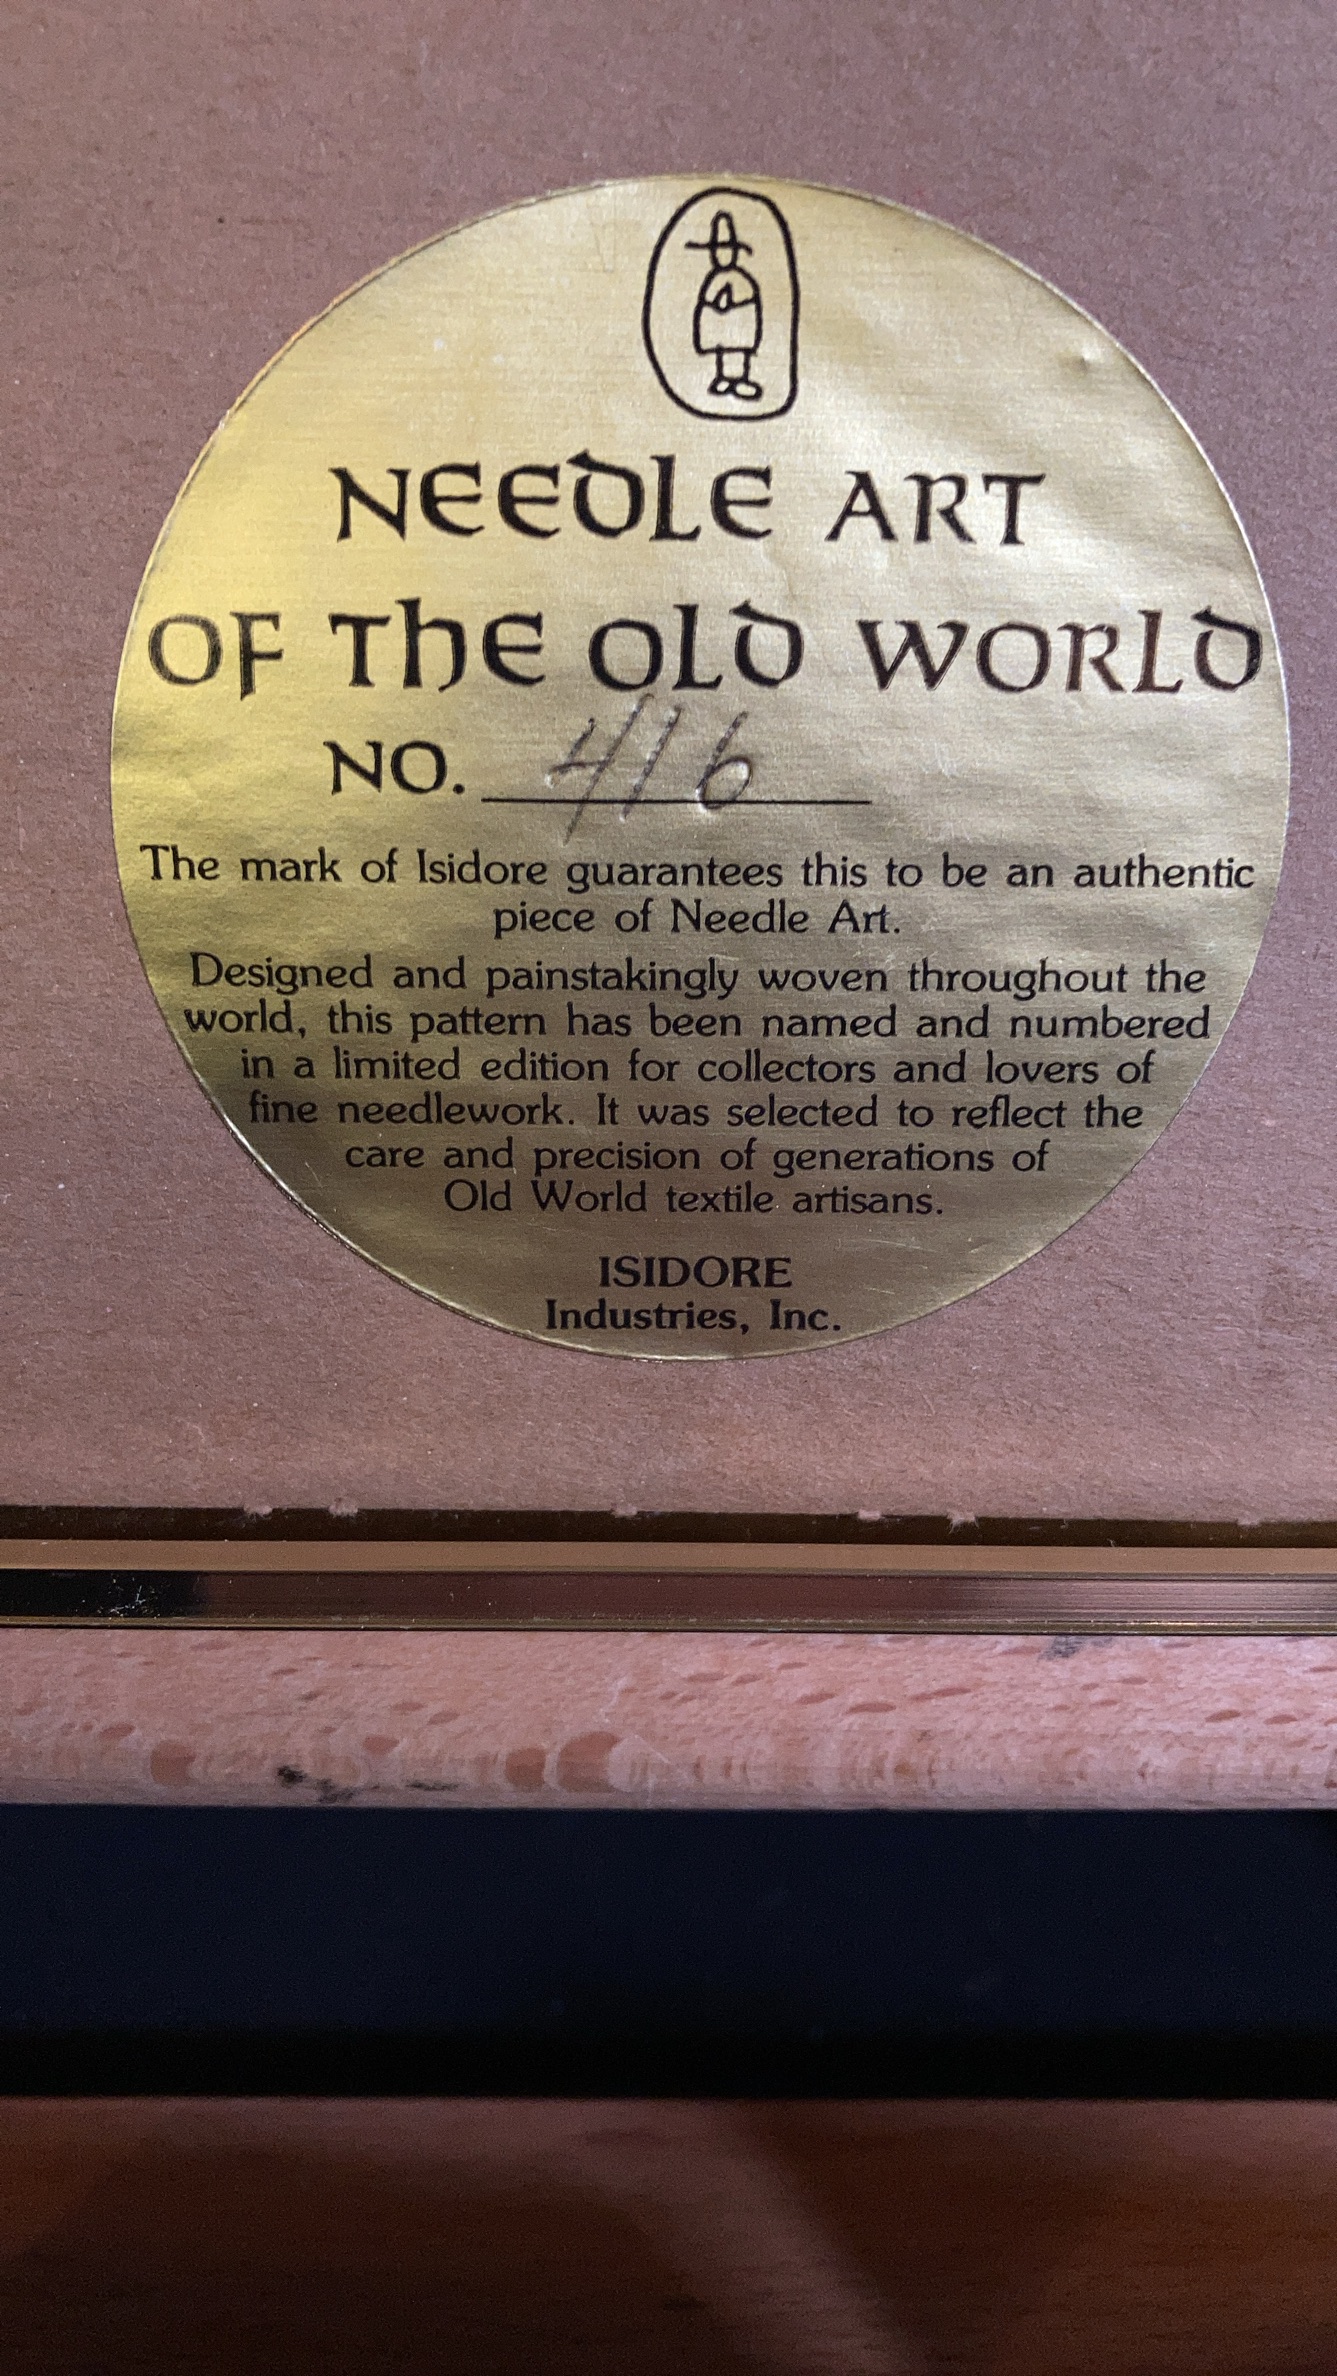 NEEDLE ART
OF THE OLD WORLD
NO. 416
The mark of Isidore guarantees this to be an authentic
piece of Needle Art.
Designed and painstakingly woven throughout the
world, this pattern has been named and numbered
in a limited edition for collectors and lovers of
fine needlework. It was selected to reflect the
care and precision of generations of
Old World textile artisans.
ISIDORE
Industries, Inc.